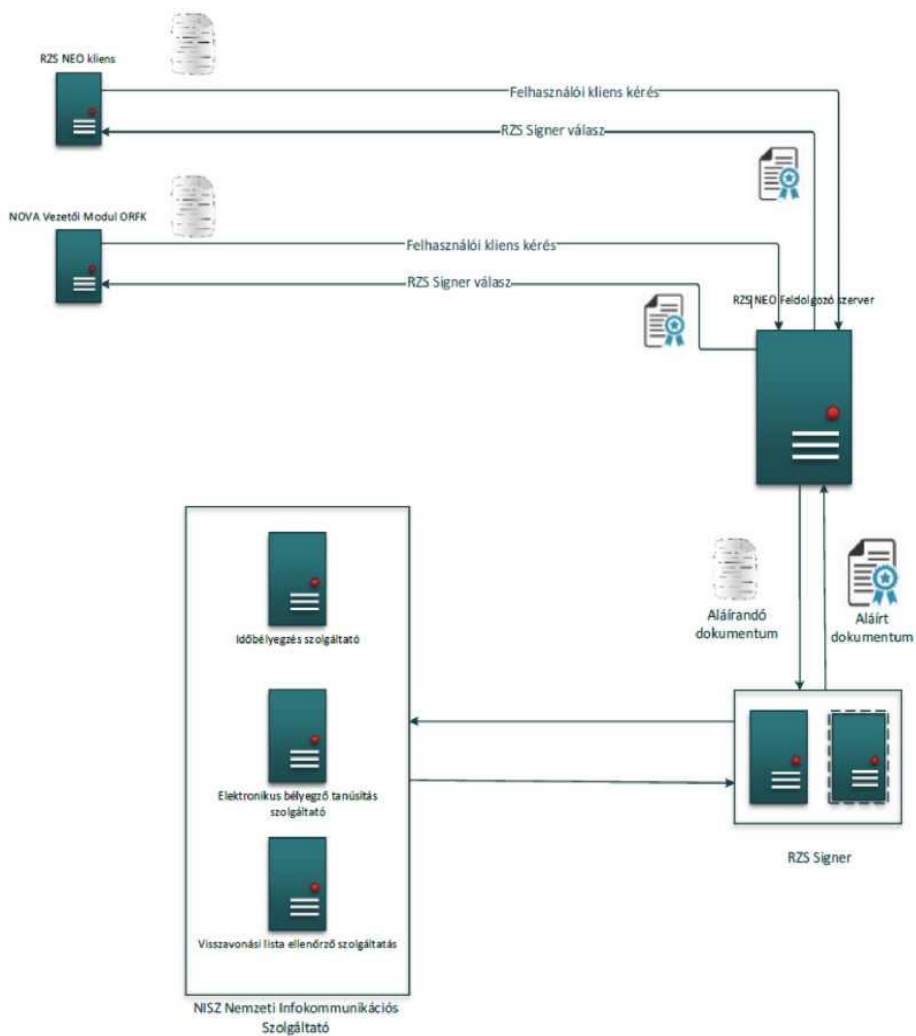 RZS NEO kliens
Felhasználói kliens kérés
RZS Signer válasz
NOVA Vezetői Modul ORFK
Felhasználói kliens kérés
RZS Signer válasz
RZS NEO Feldolgozó szerver
Időbélyegzés szolgáltató
Aláírandó
dokumentum
Aláírt
dokumentum
Elektronikus bélyegző tanúsítás
szolgáltató
RZS Signer
Visszavonási lista ellenőrző szolgáltatás
NISZ Nemzeti Infokommunikációs
Szolgáltató